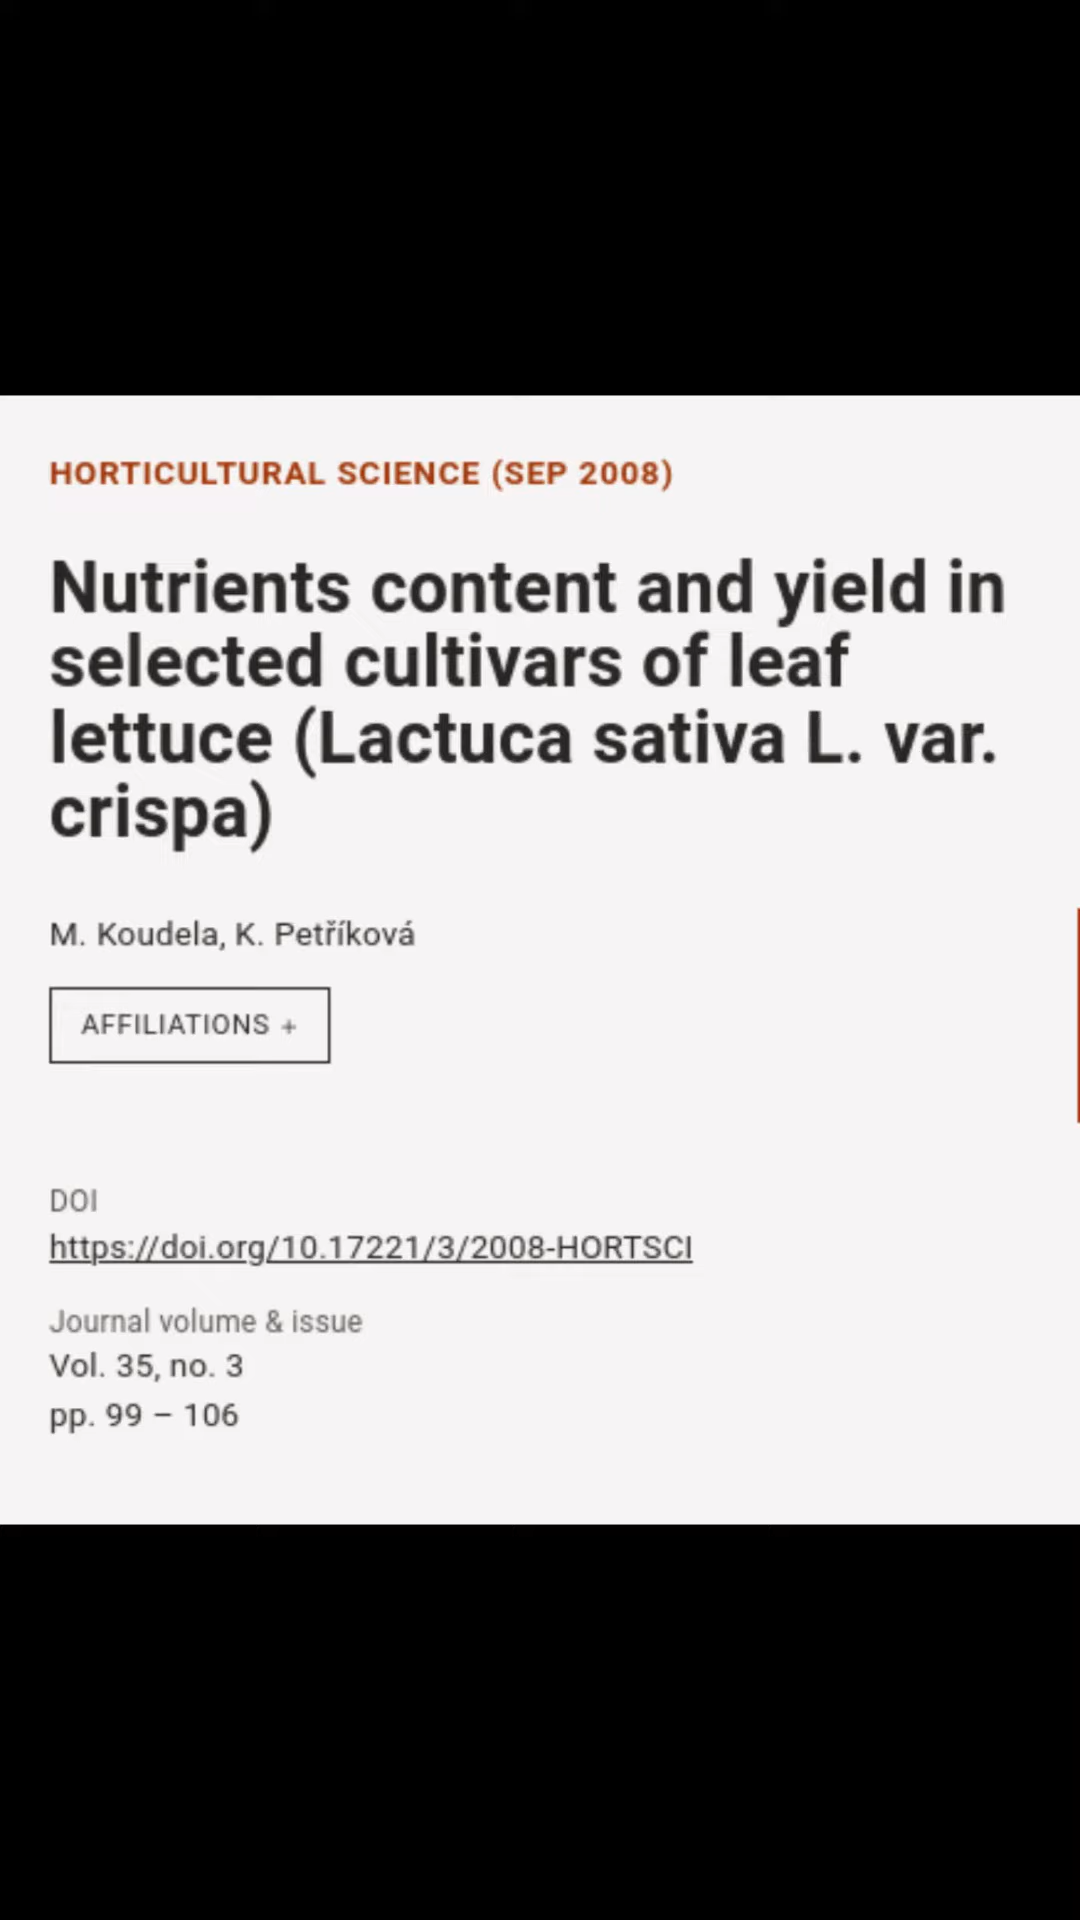 HORTICULTURAL SCIENCE (SEP 2008)
Nutrients content and yield in
selected cultivars of leaf
lettuce (Lactuca sativa L. var.
crispa)
M. Koudela, K. Petříková
AFFILIATIONS +
DOI
https://doi.org/10.17221/3/2008-HORTSCI
Journal volume & issue
Vol. 35, no. 3
pp. 99 – 106